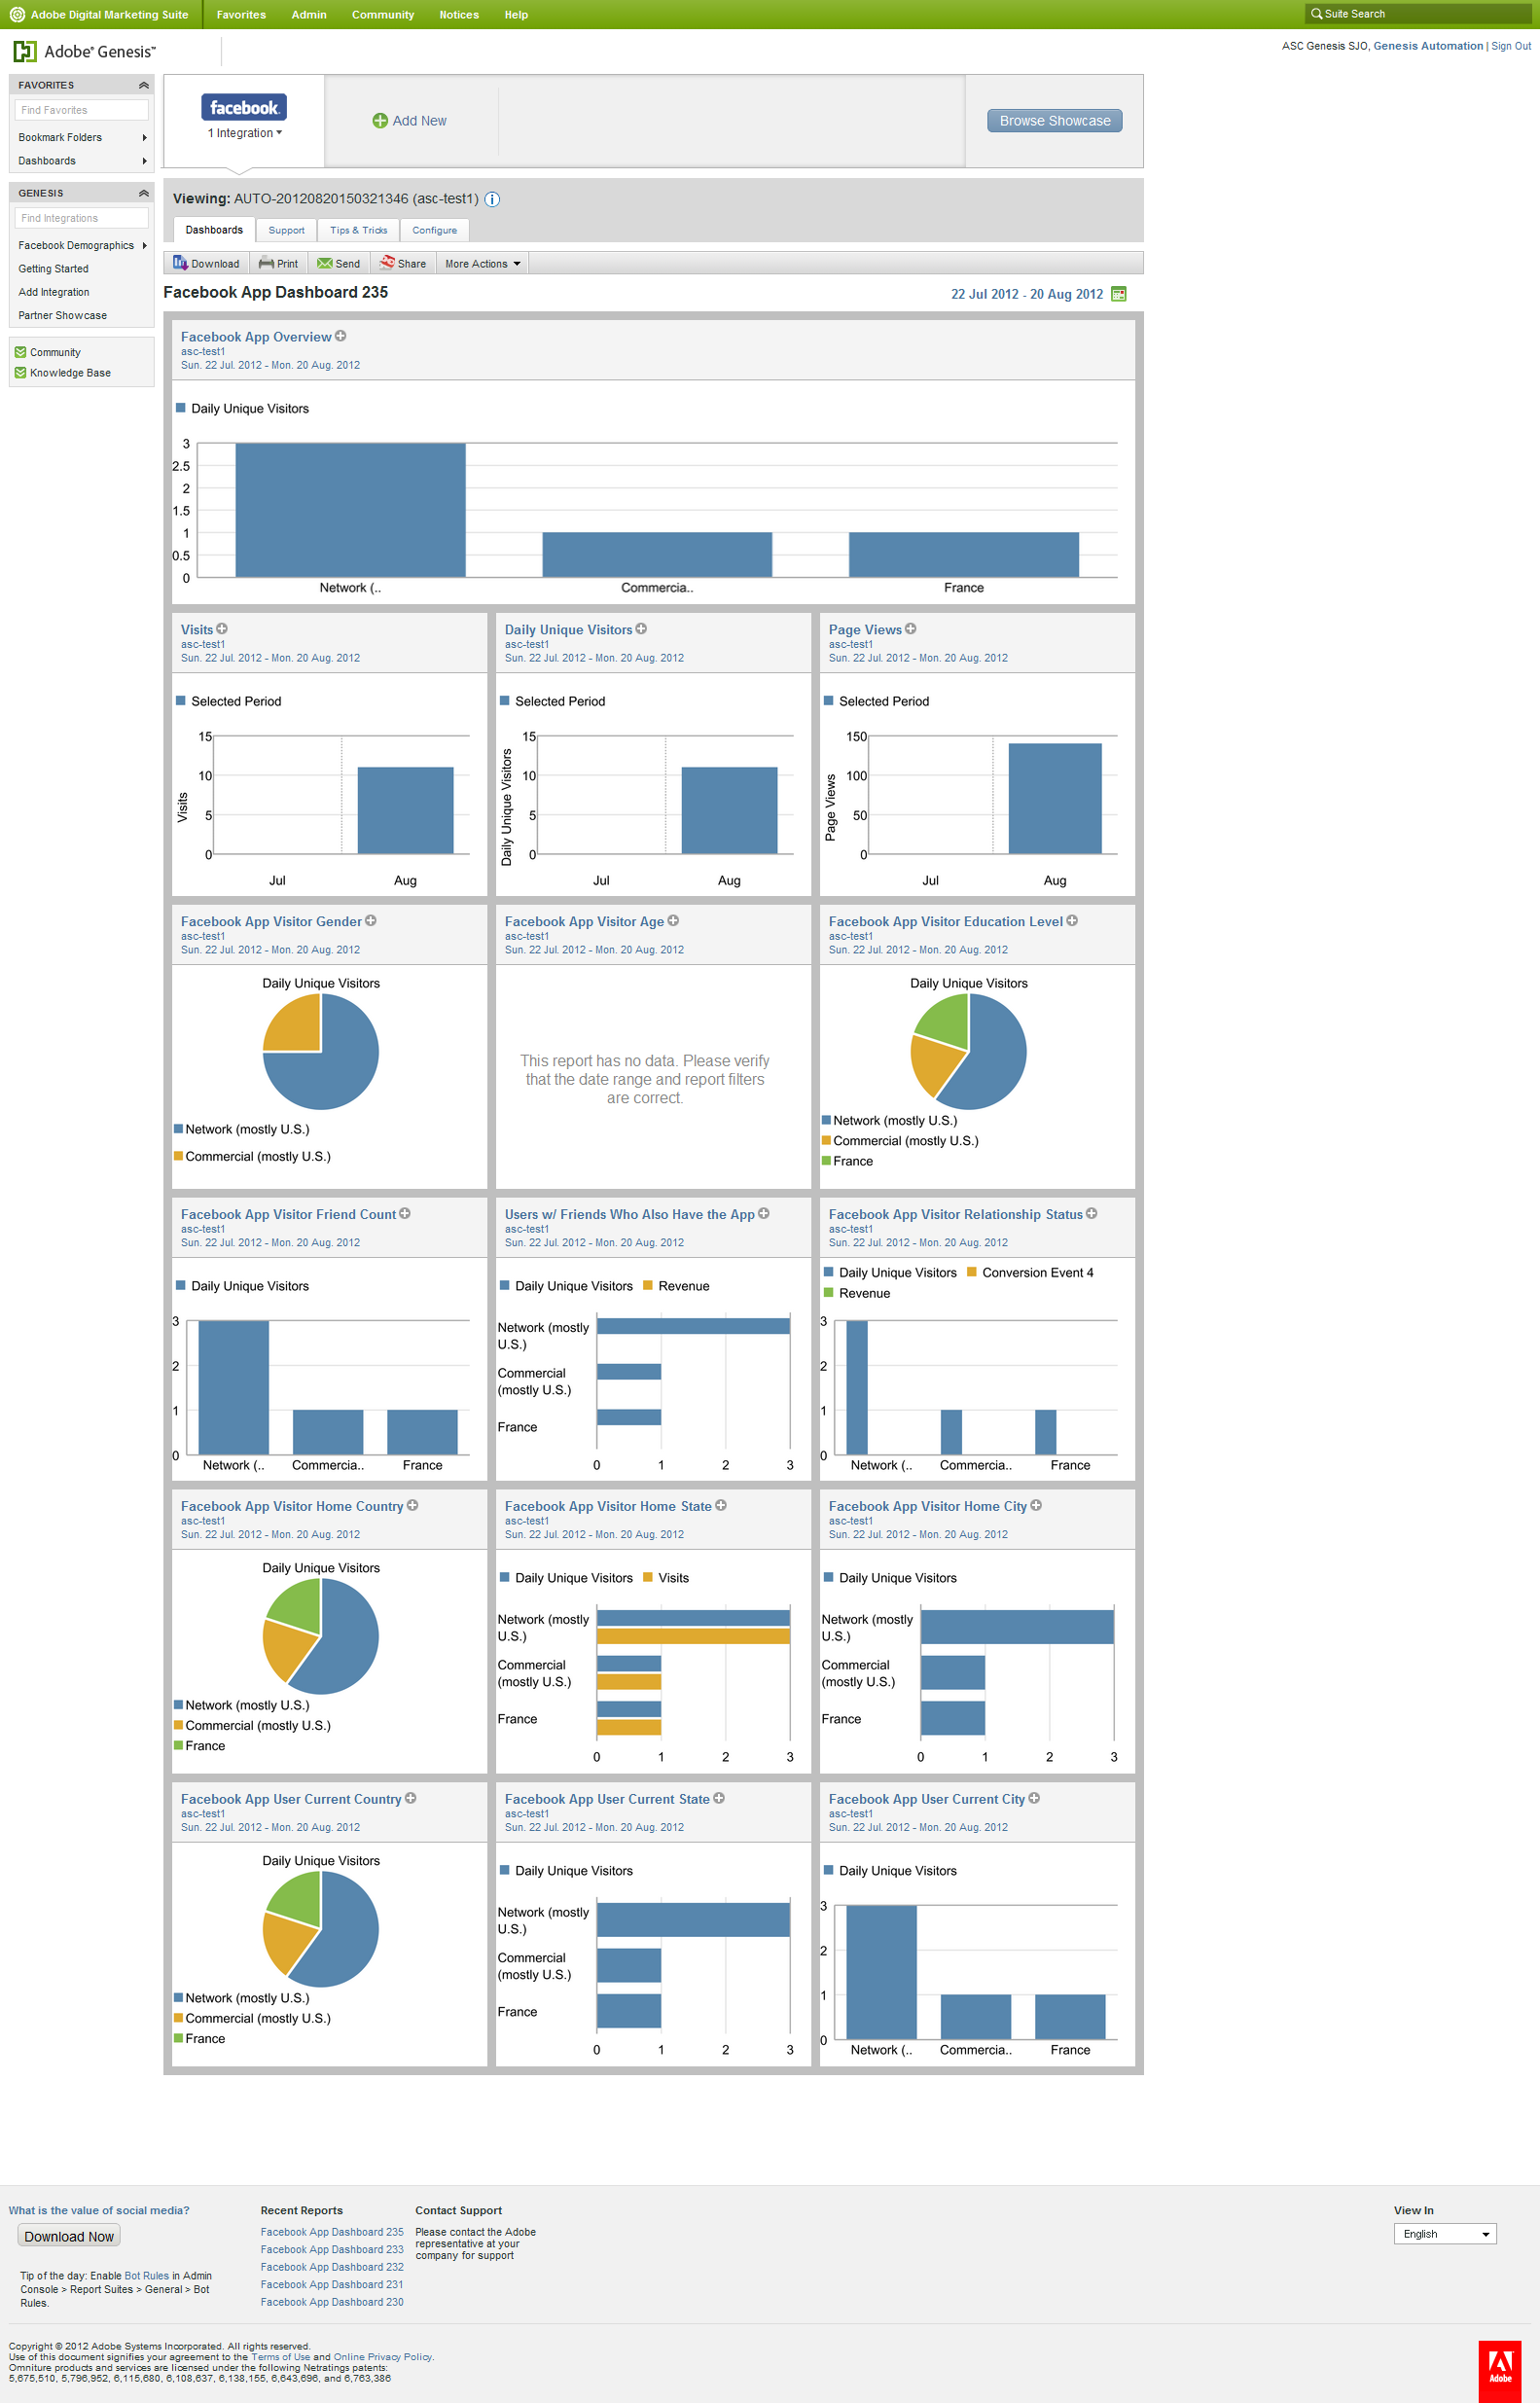 Adobe Digital Marketing Suite
Favorites
Admin
Community
Notices
Help
Suite Search
Adobe® Genesis™
ASC Genesis SJO, Genesis Automation | Sign Out
FAVORITES
Find Favorites
Bookmark Folders
Dashboards
GENESIS
Find Integrations
Facebook Demographics
Getting Started
Add Integration
Partner Showcase
Community
Knowledge Base
facebook
1 Integration
Add New
Browse Showcase
Viewing: AUTO-20120820150321346 (asc-test1)
Dashboards
Support
Tips & Tricks
Configure
Download
Print
Send
Share
More Actions
Facebook App Dashboard 235
22 Jul 2012 - 20 Aug 2012
Facebook App Overview
asc-test1
Sun. 22 Jul. 2012 - Mon. 20 Aug. 2012
Daily Unique Visitors
3
2.5
2
1.5
1
0.5
0
Network (..
Commercia..
France
Visits
asc-test1
Sun. 22 Jul. 2012 - Mon. 20 Aug. 2012
Selected Period
Visits
15
10
5
0
Jul
Aug
Daily Unique Visitors
asc-test1
Sun. 22 Jul. 2012 - Mon. 20 Aug. 2012
Selected Period
Daily Unique Visitors
15
10
5
0
Jul
Aug
Page Views
asc-test1
Sun. 22 Jul. 2012 - Mon. 20 Aug. 2012
Selected Period
Page Views
150
100
50
0
Jul
Aug
Facebook App Visitor Gender
asc-test1
Sun. 22 Jul. 2012 - Mon. 20 Aug. 2012
Daily Unique Visitors
Network (mostly U.S.)
Commercial (mostly U.S.)
Facebook App Visitor Age
asc-test1
Sun. 22 Jul. 2012 - Mon. 20 Aug. 2012
This report has no data. Please verify
that the date range and report filters
are correct.
Facebook App Visitor Education Level
asc-test1
Sun. 22 Jul. 2012 - Mon. 20 Aug. 2012
Daily Unique Visitors
Network (mostly U.S.)
Commercial (mostly U.S.)
France
Facebook App Visitor Friend Count
asc-test1
Sun. 22 Jul. 2012 - Mon. 20 Aug. 2012
Daily Unique Visitors
3
2
1
0
Network (..
Commercia..
France
Users w/ Friends Who Also Have the App
asc-test1
Sun. 22 Jul. 2012 - Mon. 20 Aug. 2012
Daily Unique Visitors
Revenue
Network (mostly
U.S.)
Commercial
(mostly U.S.)
France
0
1
2
3
Facebook App Visitor Relationship Status
asc-test1
Sun. 22 Jul. 2012 - Mon. 20 Aug. 2012
Daily Unique Visitors
Conversion Event 4
Revenue
3
2
1
0
Network (..
Commercia..
France
Facebook App Visitor Home Country
asc-test1
Sun. 22 Jul. 2012 - Mon. 20 Aug. 2012
Daily Unique Visitors
Network (mostly U.S.)
Commercial (mostly U.S.)
France
Facebook App Visitor Home State
asc-test1
Sun. 22 Jul. 2012 - Mon. 20 Aug. 2012
Daily Unique Visitors
Visits
Network (mostly
U.S.)
Commercial
(mostly U.S.)
France
0
1
2
3
Facebook App Visitor Home City
asc-test1
Sun. 22 Jul. 2012 - Mon. 20 Aug. 2012
Daily Unique Visitors
Network (mostly
U.S.)
Commercial
(mostly U.S.)
France
0
1
2
3
Facebook App User Current Country
asc-test1
Sun. 22 Jul. 2012 - Mon. 20 Aug. 2012
Daily Unique Visitors
Network (mostly U.S.)
Commercial (mostly U.S.)
France
Facebook App User Current State
asc-test1
Sun. 22 Jul. 2012 - Mon. 20 Aug. 2012
Daily Unique Visitors
Network (mostly
U.S.)
Commercial
(mostly U.S.)
France
0
1
2
3
Facebook App User Current City
asc-test1
Sun. 22 Jul. 2012 - Mon. 20 Aug. 2012
Daily Unique Visitors
3
2
1
0
Network (..
Commercia..
France
What is the value of social media?
Download Now
Tip of the day: Enable Bot Rules in Admin
Console > Report Suites > General > Bot
Rules.
Recent Reports
Facebook App Dashboard 235
Facebook App Dashboard 233
Facebook App Dashboard 232
Facebook App Dashboard 231
Facebook App Dashboard 230
Contact Support
Please contact the Adobe
representative at your
company for support
View In
English
Copyright © 2012 Adobe Systems Incorporated. All rights reserved.
Use of this document signifies your agreement to the Terms of Use and Online Privacy Policy.
Omniture products and services are licensed under the following Netratings patents:
5,675,510, 5,796,952, 6,115,680, 6,108,637, 6,138,155, 6,643,696, and 6,763,386
Adobe